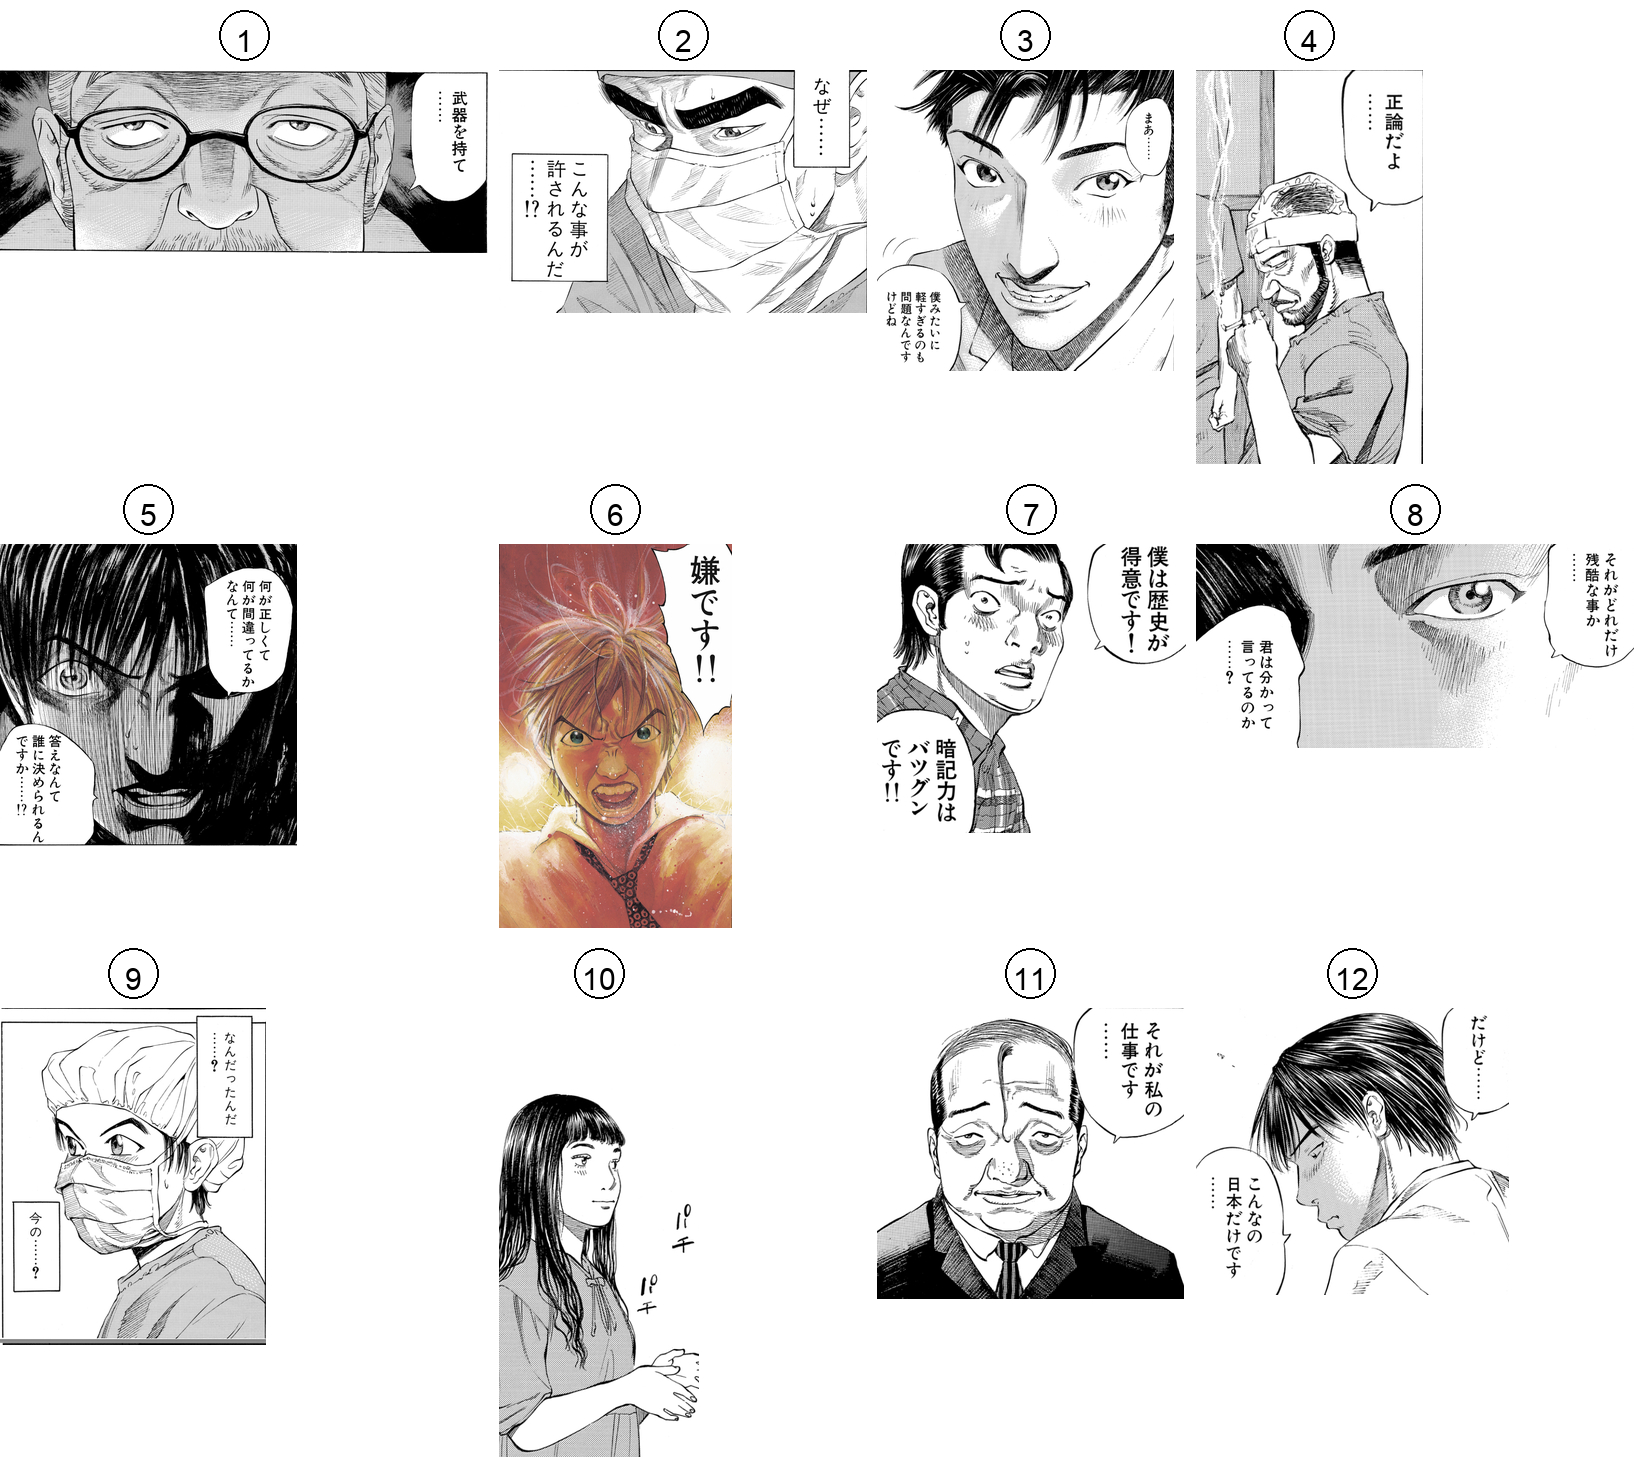 1
武器を持て
……
2
なぜ……
こんな事が
許されるんだ
……!?
3
まあ……
僕みたいに
軽すぎるのも
問題なんです
けどね
4
正論だよ
……
5
何が正しくて
何が間違ってるか
なんて……
答えなんて
誰に決められるん
ですか……!?
6
嫌です!!
7
僕は歴史が
得意です!
暗記力は
バツグン
です!!
8
それがどれだけ
残酷な事か
……
君は分かって
言ってるのか
……?
9
なんだったんだ
……?
今の……?
10
パチ
パチ
11
それが私の
仕事です
……
12
だけど……
こんなの
日本だけです
……